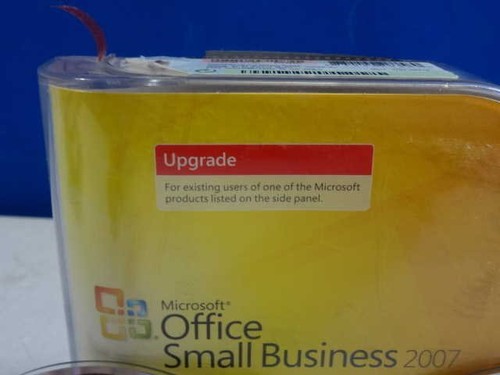 Upgrade
For existing users of one of the Microsoft
products listed on the side panel.
Microsoft®
Office
Small Business 2007